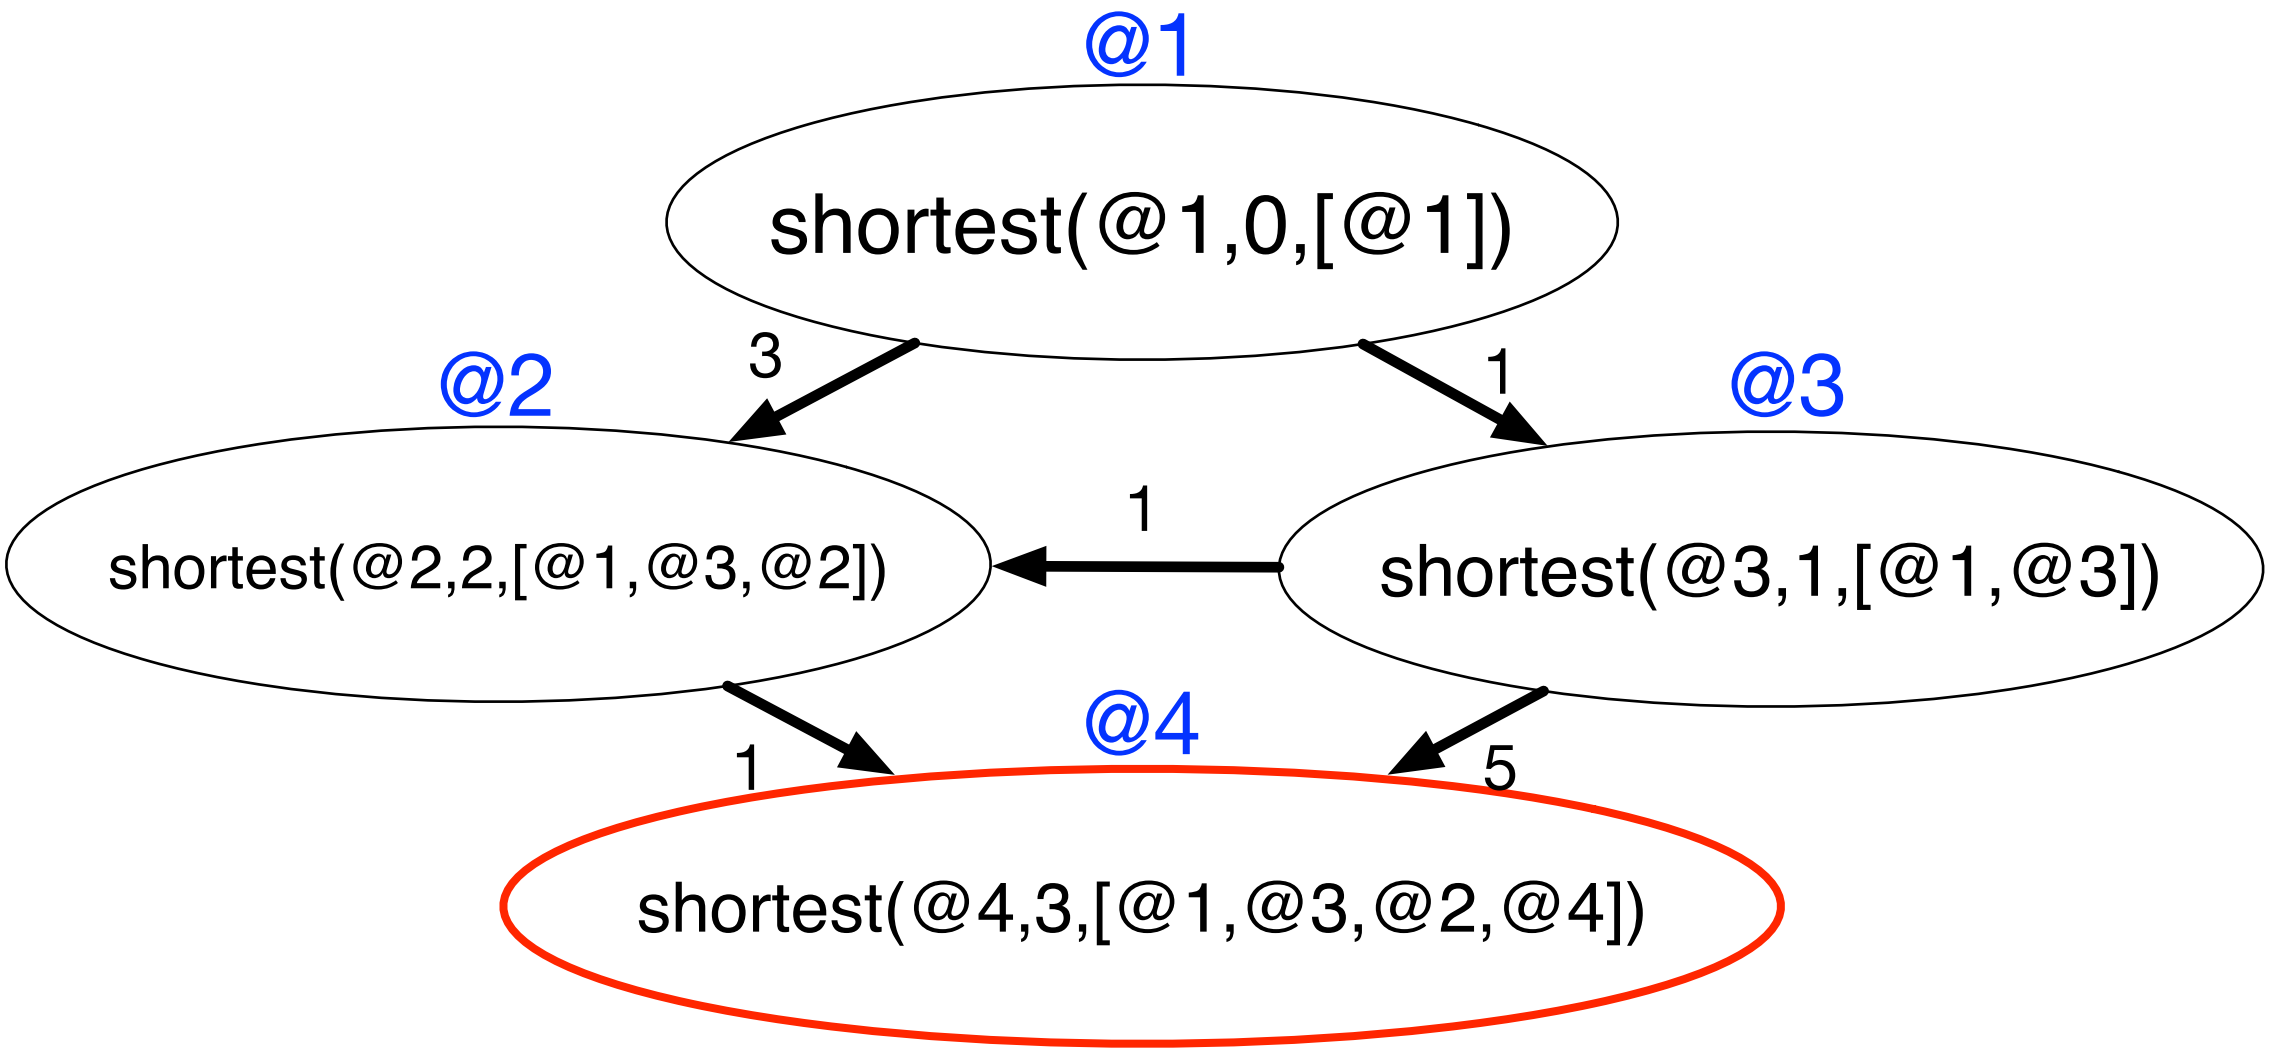 @1
shortest(@1,0,[@1])
3
1
@2
@3
1
shortest(@2,2,[@1,@3,@2])
shortest(@3,1,[@1,@3])
@4
1
5
shortest(@4,3,[@1,@3,@2,@4])